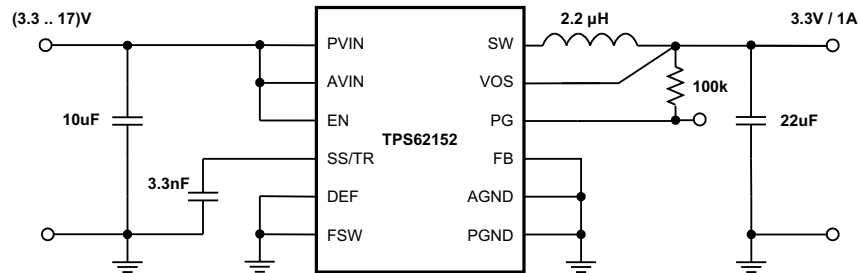 (3.3 .. 17)V
2.2 µH
3.3V / 1A
PVIN
SW
AVIN
VOS
100k
10uF
EN
PG
22uF
TPS62152
SS/TR
FB
3.3nF
DEF
AGND
FSW
PGND